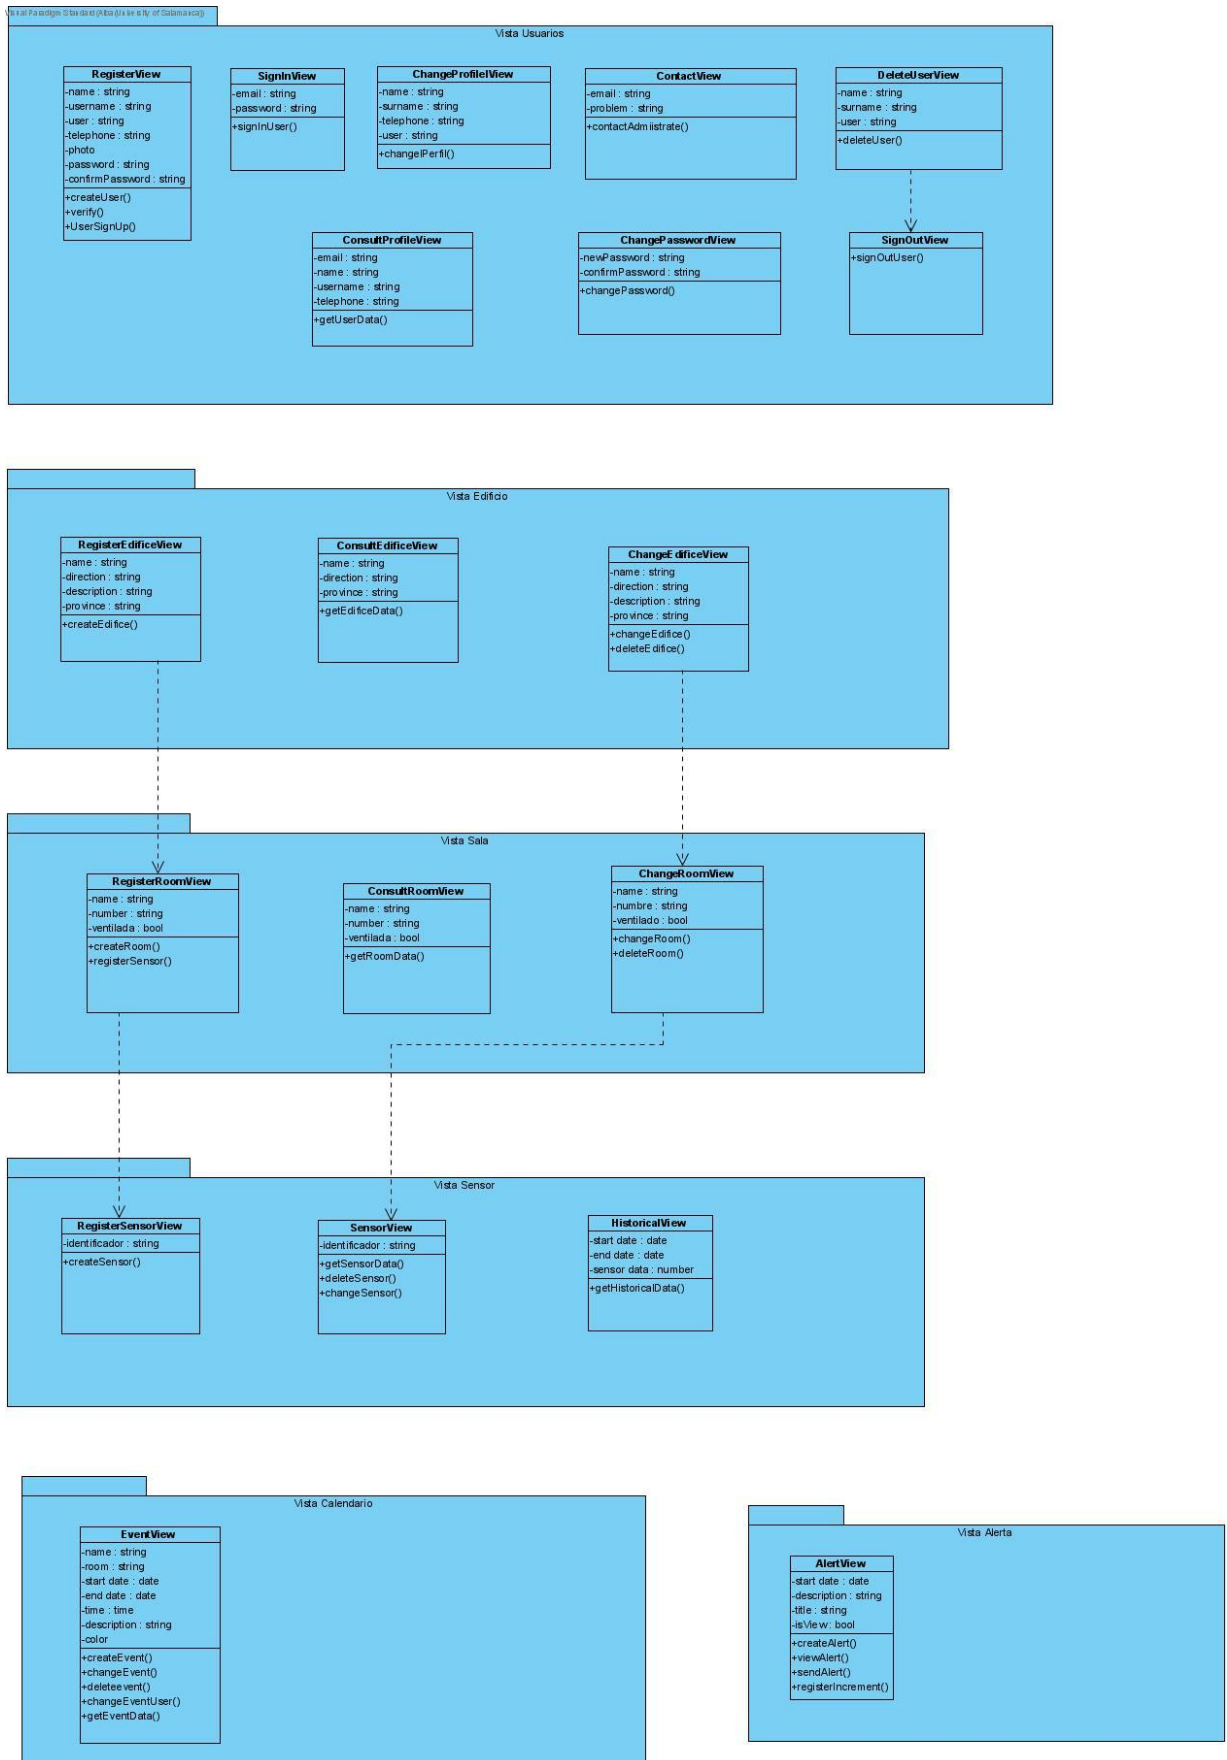 Visual Paradigm Standard(Alba(University of Salamanca))
Vista Usuarios
RegisterView
-name : string
-username : string
-user : string
-telephone : string
-photo
-password : string
-confirmPassword : string
+createUser()
+verify()
+UserSignUp()
SignInView
-email : string
-password : string
+signInUser()
ChangeProfilelView
-name : string
-surname : string
-telephone : string
-user : string
+changelPerfil()
ContactView
-email : string
-problem : string
+contactAdmiistrate()
DeleteUserView
-name : string
-surname : string
-user : string
+deleteUser()
ConsultProfileView
-email : string
-name : string
-username : string
-telephone : string
+getUserData()
ChangePasswordView
-newPassword : string
-confirmPassword : string
+changePassword()
SignOutView
+signOutUser()
Vista Edificio
RegisterEdificeView
-name : string
-direction : string
-description : string
-province : string
+createEdifice()
ConsultEdificeView
-name : string
-direction : string
-province : string
+getEdificeData()
ChangeEdificeView
-name : string
-direction : string
-description : string
-province : string
+changeEdifice()
+deleteEdifice()
Vista Sala
RegisterRoomView
-name : string
-number : string
-ventilada : bool
+createRoom()
+registerSensor()
ConsultRoomView
-name : string
-number : string
-ventilada : bool
+getRoomData()
ChangeRoomView
-name : string
-numbre : string
-ventilado : bool
+changeRoom()
+deleteRoom()
Vista Sensor
RegisterSensorView
-identificador : string
+createSensor()
SensorView
-identificador : string
+getSensorData()
+deleteSensor()
+changeSensor()
HistoricalView
-start date : date
-end date : date
-sensor data : number
+getHistoricalData()
Vista Calendario
EventView
-name : string
-room : string
-start date : date
-end date : date
-time : time
-description : string
-color
+createEvent()
+changeEvent()
+deleteevent()
+changeEventUser()
+getEventData()
Vista Alerta
AlertView
-start date : date
-description : string
-title : string
-isView : bool
+createAlert()
+viewAlert()
+sendAlert()
+registerIncrement()